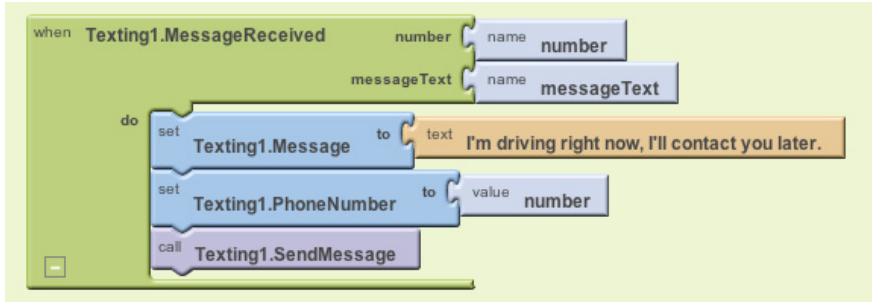 when Texting1.MessageReceived number name number
messageText name messageText
do set Texting1.Message to text I'm driving right now, I'll contact you later.
set Texting1.PhoneNumber to value number
call Texting1.SendMessage